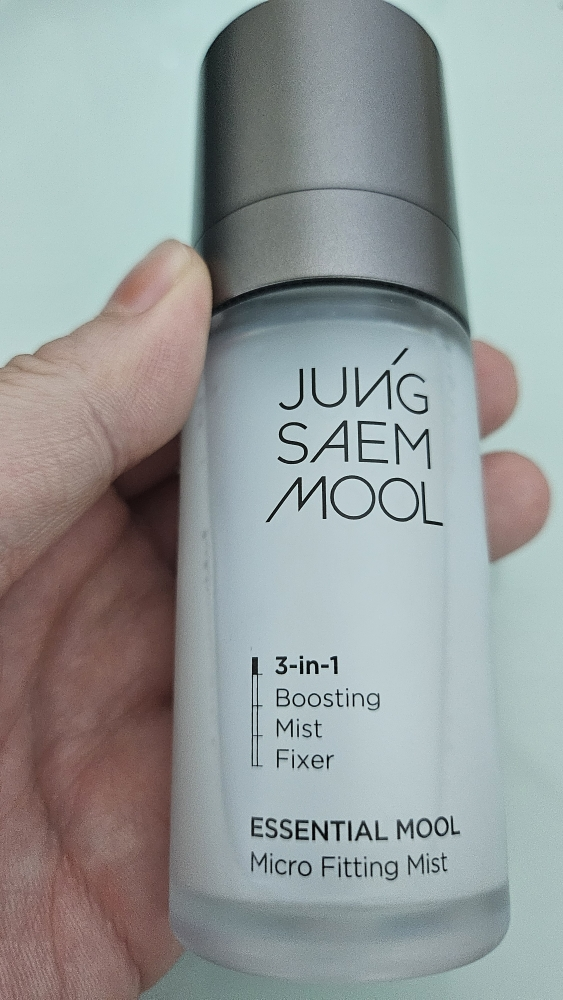 JUNG
SAEM
MOOL
3-in-1
Boosting
Mist
Fixer
ESSENTIAL MOOL
Micro Fitting Mist